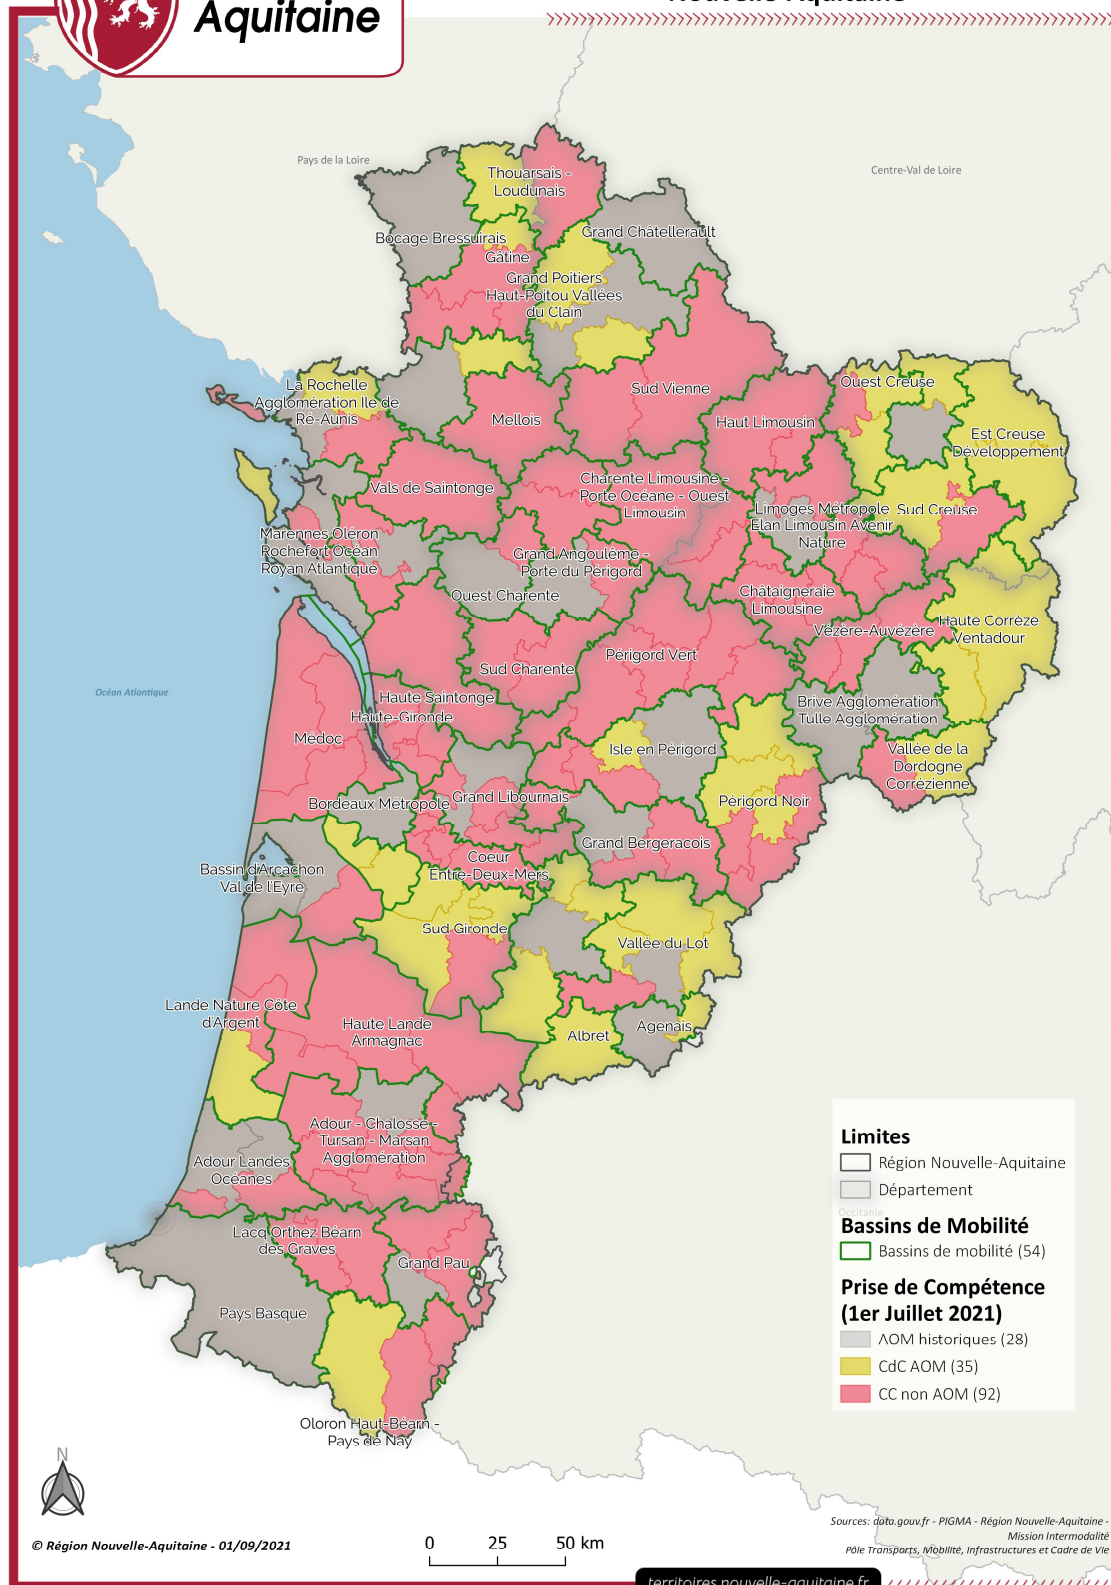 Aquitaine
Nouvelle-Aquitaine
Pays de la Loire
Centre-Val de Loire
Thouarsais -
Loudunais
Bocage Bressuirais
Grand Châtellerault
Gâtine
Grand Poitiers
Haut-Poitou Vallées
du Clain
La Rochelle
Agglomération Ile de
Ré-Aunis
Sud Vienne
Ouest Creuse
Mellois
Haut Limousin
Est Creuse
Développement
Vals de Saintonge
Charente Limousine -
Porte Océane - Ouest
Limousin
Limoges Métropole
Elan Limousin Avenir
Nature
Sud Creuse
Marennes Oléron
Rochefort Océan
Royan Atlantique
Grand Angoulême -
Porte du Périgord
Ouest Charente
Châtaigneraie
Limousine
Vézère-Auvézère
Haute Corrèze
Ventadour
Périgord Vert
Sud Charente
Océan Atlantique
Haute Saintonge
Haute-Gironde
Brive Agglomération
Tulle Agglomération
Médoc
Isle en Périgord
Vallée de la
Dordogne
Corrézienne
Bordeaux Métropole
Grand Libournais
Périgord Noir
Grand Bergeracois
Coeur
Entre-Deux-Mers
Bassin d'Arcachon
Val de l'Eyre
Sud Gironde
Vallée du Lot
Lande Nature Côte
d'Argent
Haute Lande
Armagnac
Albret
Agenais
Adour - Chalosse -
Tursan - Marsan
Agglomération
Adour Landes
Océanes
Lacq Orthez Béarn
des Graves
Grand Pau
Pays Basque
Oloron Haut-Béarn -
Pays de Nay
Limites
Région Nouvelle-Aquitaine
Département
Occitanie
Bassins de Mobilité
Bassins de mobilité (54)
Prise de Compétence
(1er Juillet 2021)
AOM historiques (28)
CdC AOM (35)
CC non AOM (92)
N
© Région Nouvelle-Aquitaine - 01/09/2021
0 25 50 km
Sources: data.gouv.fr - PIGMA - Région Nouvelle-Aquitaine -
Mission Intermodalité
Pôle Transports, Mobilité, Infrastructures et Cadre de Vie
territoires.nouvelle-aquitaine.fr